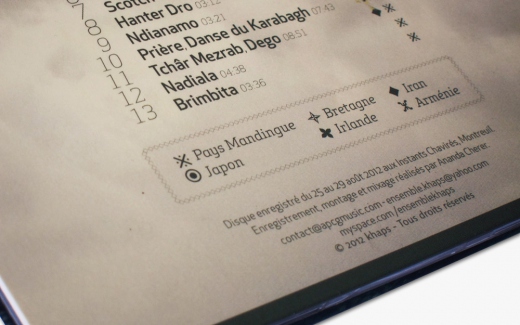 7
8
9 Hanter Dro 03.12
10 Ndianamo 03.21
11 Prière, Danse du Karabagh 07:43
12 Tchâr Mezrab, Dego 08:51
13 Nadiala 04:38
Brimbita 03:36
Pays Mandingue Bretagne Iran
Japon Irlande Arménie
Disque enregistré du 25 au 29 août 2012 aux Instants Chavirés, Montreuil.
Enregistrement, montage et mixage réalisés par Ananda Cherer.
contact@apcgmusic.com - ensemble.khaps@yahoo.com
myspace.com/ensemblekhaps
© 2012 khaps - Tous droits réservés